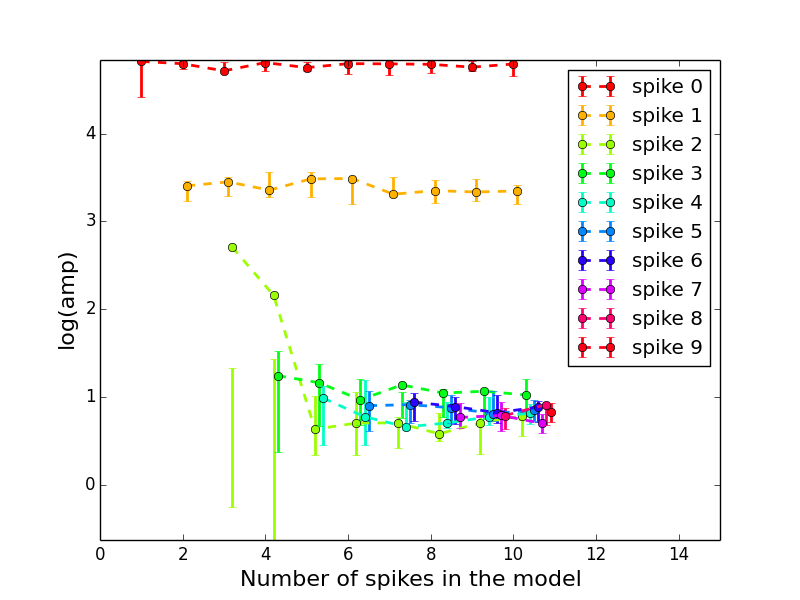 4
3
2
1
0
log(amp)
0 2 4 6 8 10 12 14
Number of spikes in the model
spike 0
spike 1
spike 2
spike 3
spike 4
spike 5
spike 6
spike 7
spike 8
spike 9